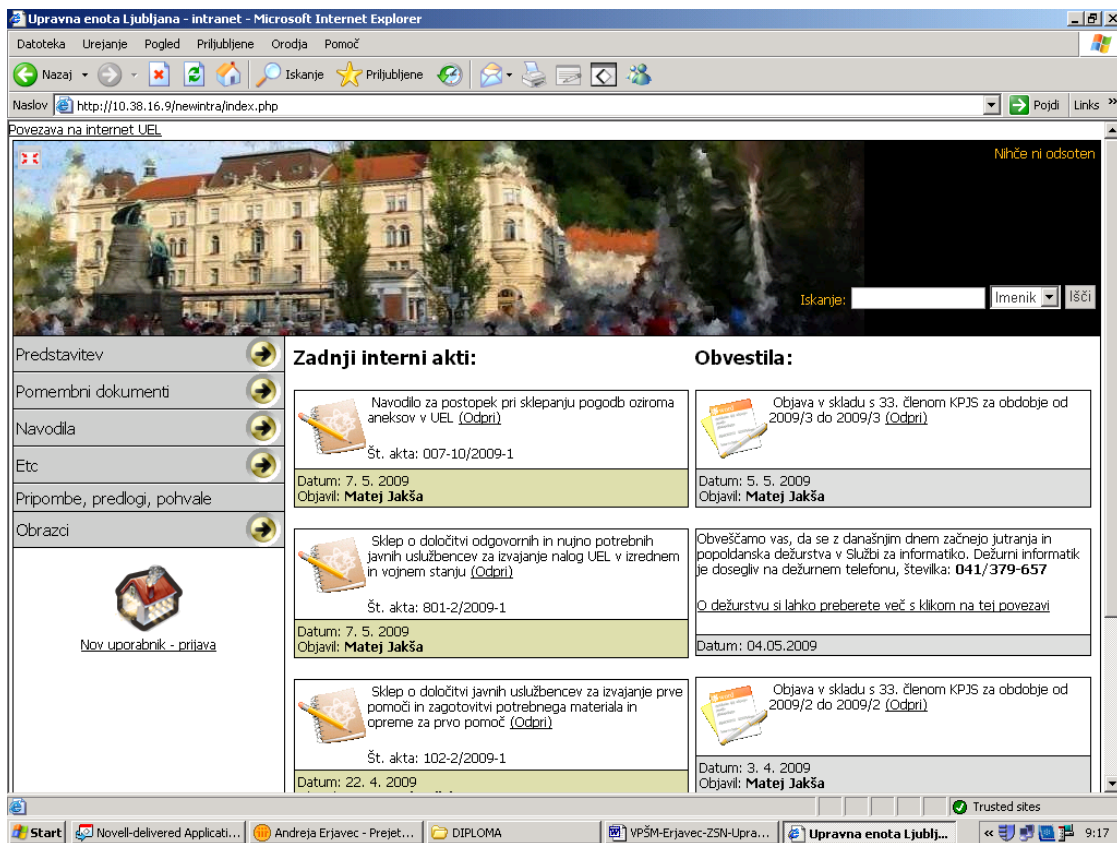 Upravna enota Ljubljana - intranet - Microsoft Internet Explorer
Datoteka Urejanje Pogled Priljubljene Orodja Pomoč
Nazaj Iskanje Priljubljene
Naslov http://10.38.16.9/newintra/index.php Pojdi Links »
Povezava na internet UEL
Nihče ni odsoten
Iskanje: Imenik Išči
Predstavitev
Pomembni dokumenti
Navodila
Etc
Pripombe, predlogi, pohvale
Obrazci
Nov uporabnik - prijava
Zadnji interni akti:
Navodilo za postopek pri sklepanju pogodb oziroma
aneksov v UEL (Odpri)
Št. akta: 007-10/2009-1
Datum: 7. 5. 2009
Objavil: Matej Jakša
Sklep o določitvi odgovornih in nujno potrebnih
javnih uslužbencev za izvajanje nalog UEL v izrednem
in vojnem stanju (Odpri)
Št. akta: 801-2/2009-1
Datum: 7. 5. 2009
Objavil: Matej Jakša
Sklep o določitvi javnih uslužbencev za izvajanje prve
pomoči in zagotovitvi potrebnega materiala in
opreme za prvo pomoč (Odpri)
Št. akta: 102-2/2009-1
Datum: 22. 4. 2009
Obvestila:
Objava v skladu s 33. členom KPJS za obdobje od
2009/3 do 2009/3 (Odpri)
Datum: 5. 5. 2009
Objavil: Matej Jakša
Obveščamo vas, da se z današnjim dnem začnejo jutranja in
popoldanska dežurstva v Službi za informatiko. Dežurni informatik
je dosegliv na dežurnem telefonu, številka: 041/379-657
O dežurstvu si lahko preberete več s klikom na tej povezavi
Datum: 04.05.2009
Objava v skladu s 33. členom KPJS za obdobje od
2009/2 do 2009/2 (Odpri)
Datum: 3. 4. 2009
Objavil: Matej Jakša
Trusted sites
Start Novell-delivered Applicati... Andreja Erjavec - Prejet... DIPLOMA VPŠM-Erjavec-ZSN-Upra... Upravna enota Ljublj... « 9:17